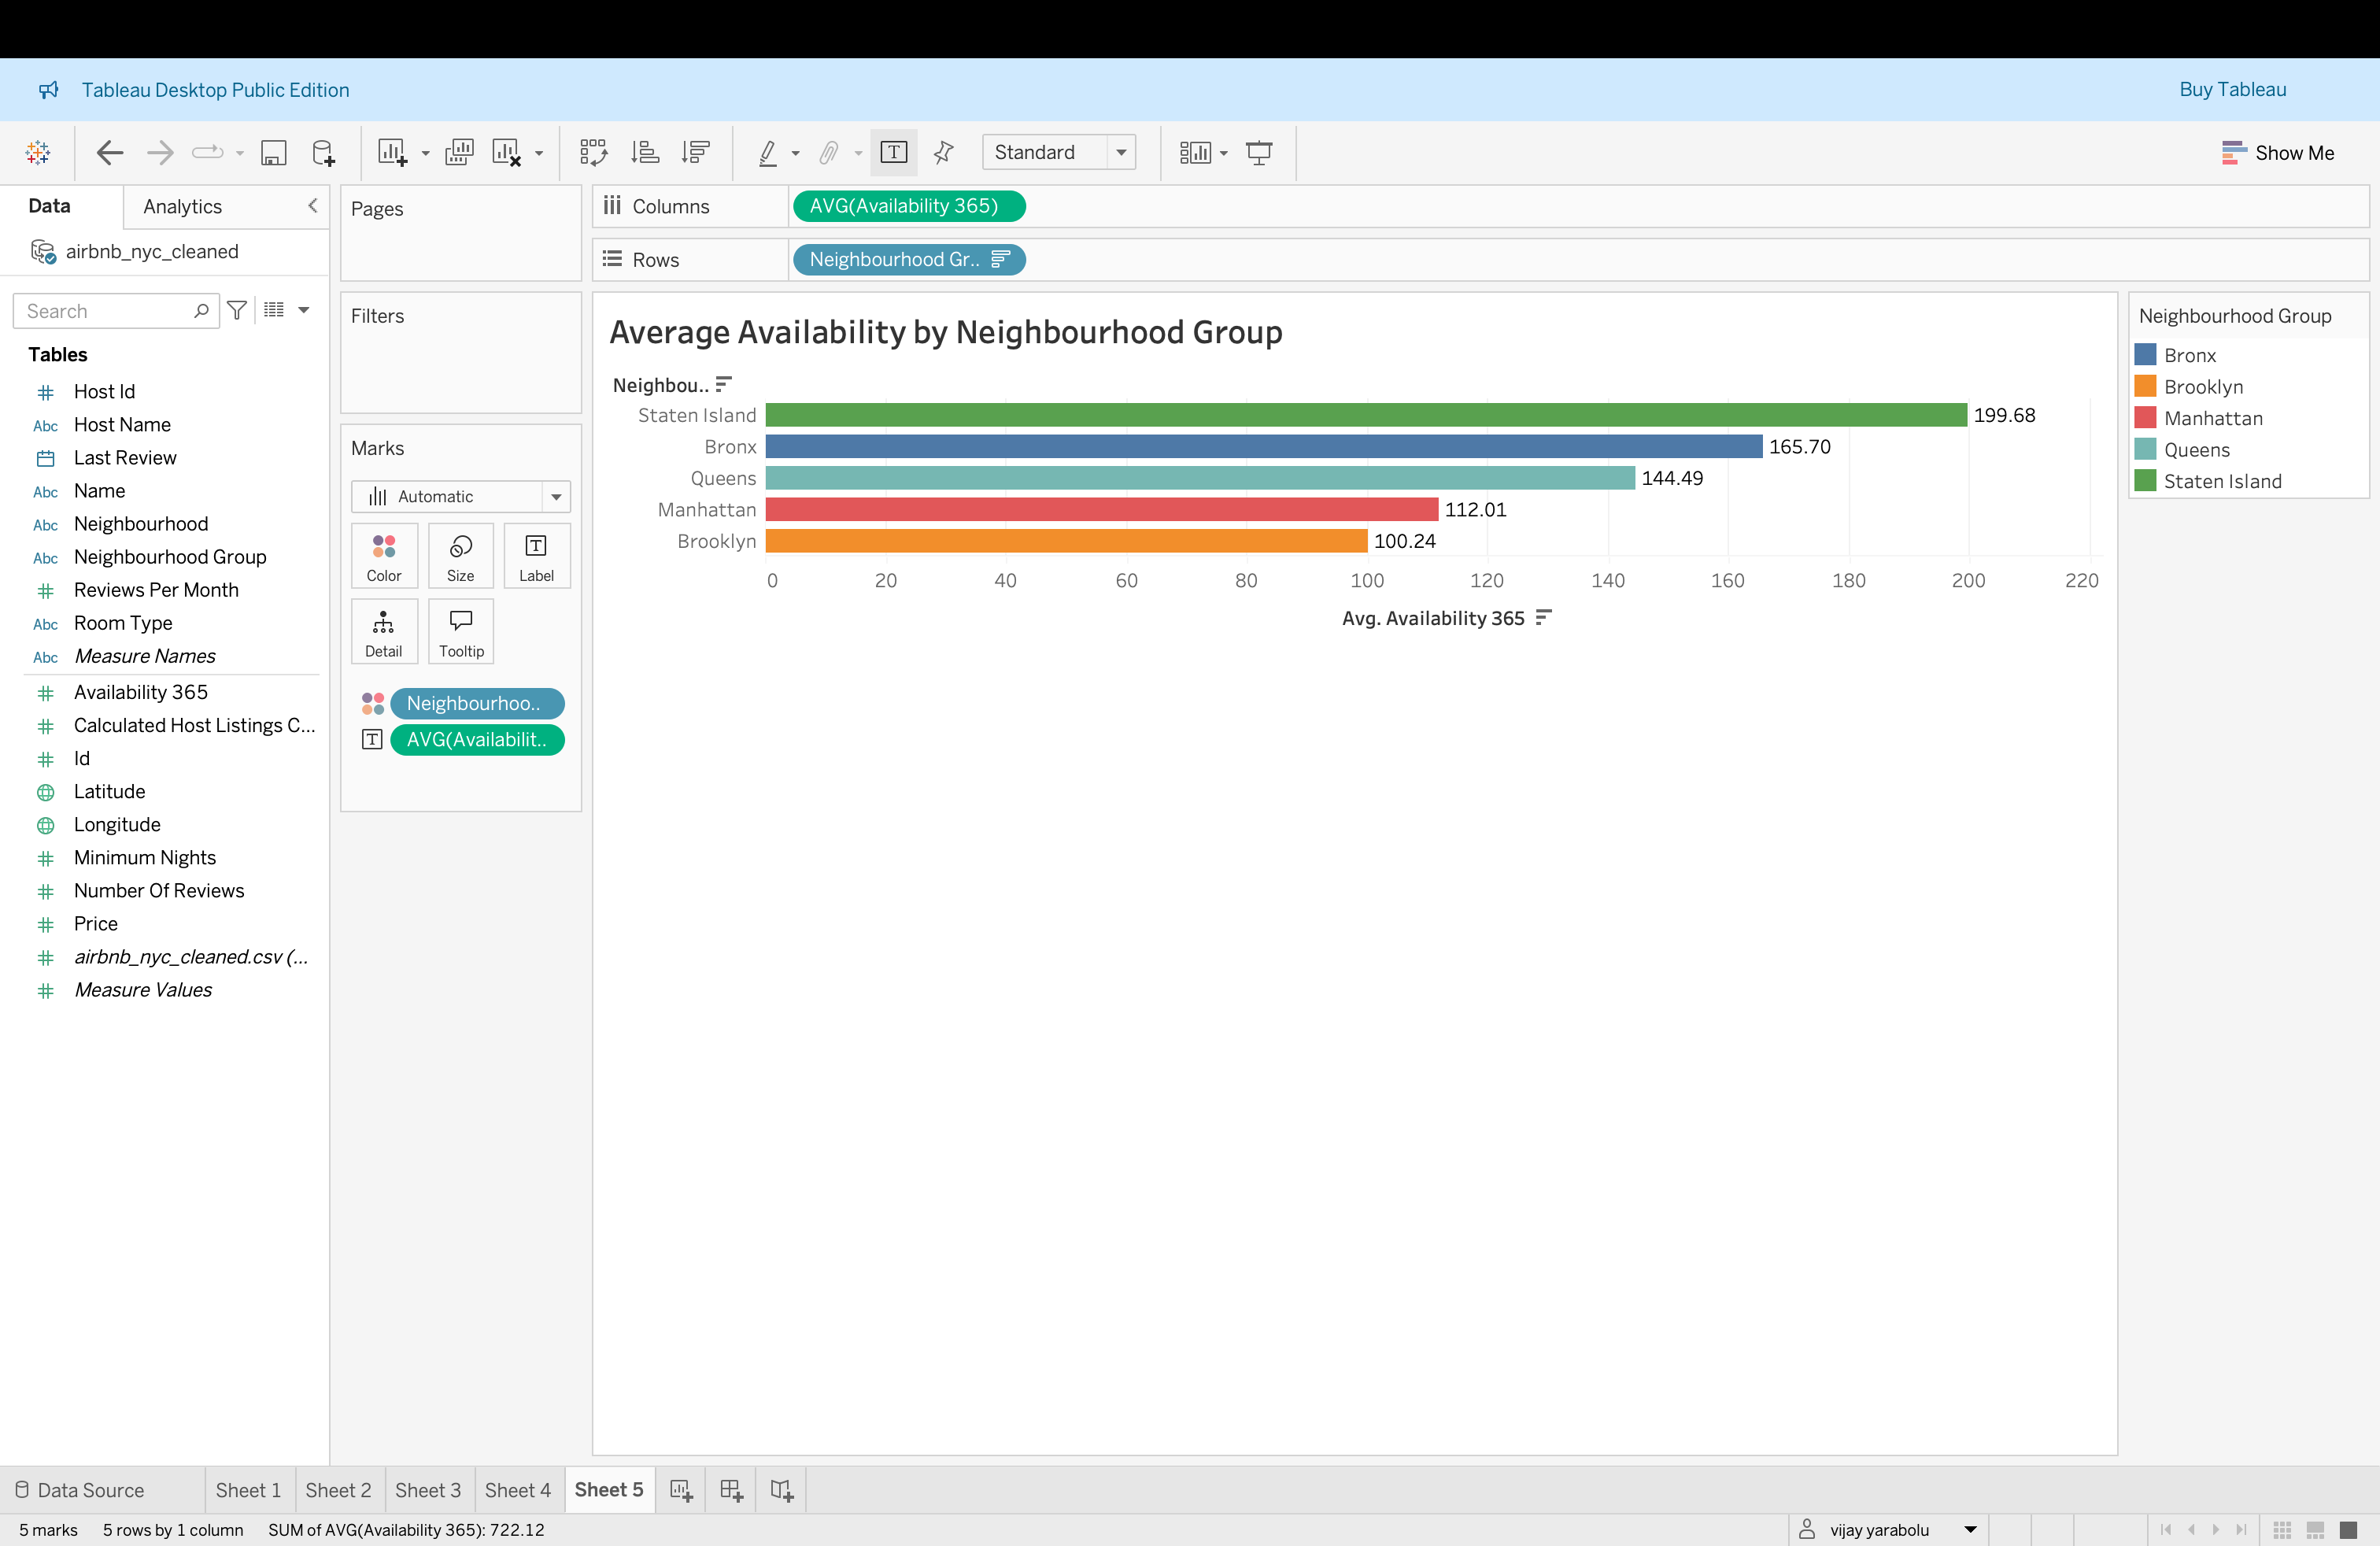 Tableau Desktop Public Edition
Buy Tableau
Standard
Show Me
Data
Analytics
airbnb_nyc_cleaned
Search
Tables
Host Id
Abc Host Name
Last Review
Abc Name
Abc Neighbourhood
Abc Neighbourhood Group
Reviews Per Month
Abc Room Type
Abc Measure Names
Availability 365
Calculated Host Listings C...
Id
Latitude
Longitude
Minimum Nights
Number Of Reviews
Price
airbnb_nyc_cleaned.csv (...
Measure Values
Pages
Filters
Marks
Automatic
Color
Size
T
Label
Detail
Tooltip
Neighbourhoo..
T AVG(Availabilit..
Columns
AVG(Availability 365)
Rows
Neighbourhood Gr..
Average Availability by Neighbourhood Group
Neighbou..
Staten Island 199.68
Bronx 165.70
Queens 144.49
Manhattan 112.01
Brooklyn 100.24
0 20 40 60 80 100 120 140 160 180 200 220
Avg. Availability 365
Neighbourhood Group
Bronx
Brooklyn
Manhattan
Queens
Staten Island
Data Source
Sheet 1
Sheet 2
Sheet 3
Sheet 4
Sheet 5
5 marks 5 rows by 1 column SUM of AVG(Availability 365): 722.12
vijay yarabolu